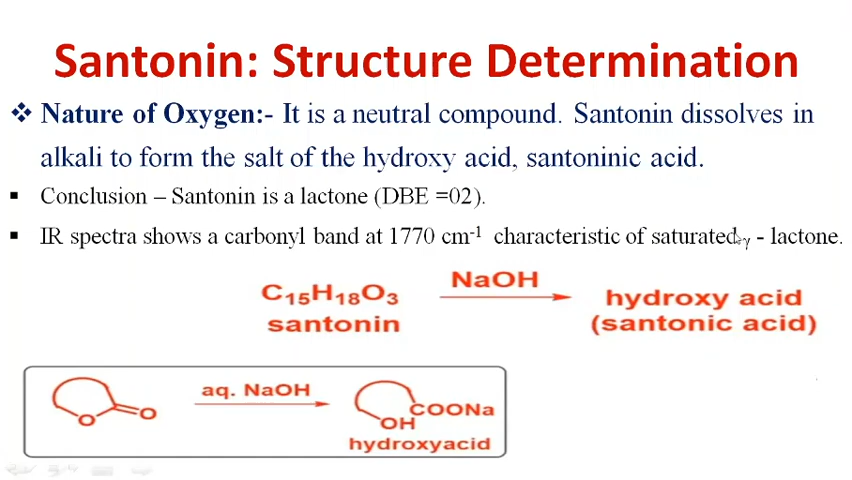 Santonin: Structure Determination
❖ Nature of Oxygen:- It is a neutral compound. Santonin dissolves in
alkali to form the salt of the hydroxy acid, santoninic acid.
▪ Conclusion – Santonin is a lactone (DBE =02).
▪ IR spectra shows a carbonyl band at 1770 cm⁻¹ characteristic of saturated γ - lactone.
C₁₅H₁₈O₃ NaOH hydroxy acid
santonin (santonic acid)
O O aq. NaOH COONa
OH
hydroxyacid